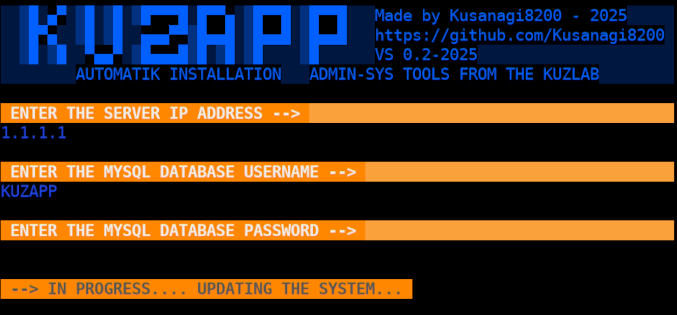 KUZAPP
Made by Kusanagi8200 - 2025
https://github.com/Kusanagi8200
VS 0.2-2025
AUTOMATIK INSTALLATION ADMIN-SYS TOOLS FROM THE KUZLAB
ENTER THE SERVER IP ADDRESS -->
1.1.1.1
ENTER THE MYSQL DATABASE USERNAME -->
KUZAPP
ENTER THE MYSQL DATABASE PASSWORD -->
--> IN PROGRESS.... UPDATING THE SYSTEM...